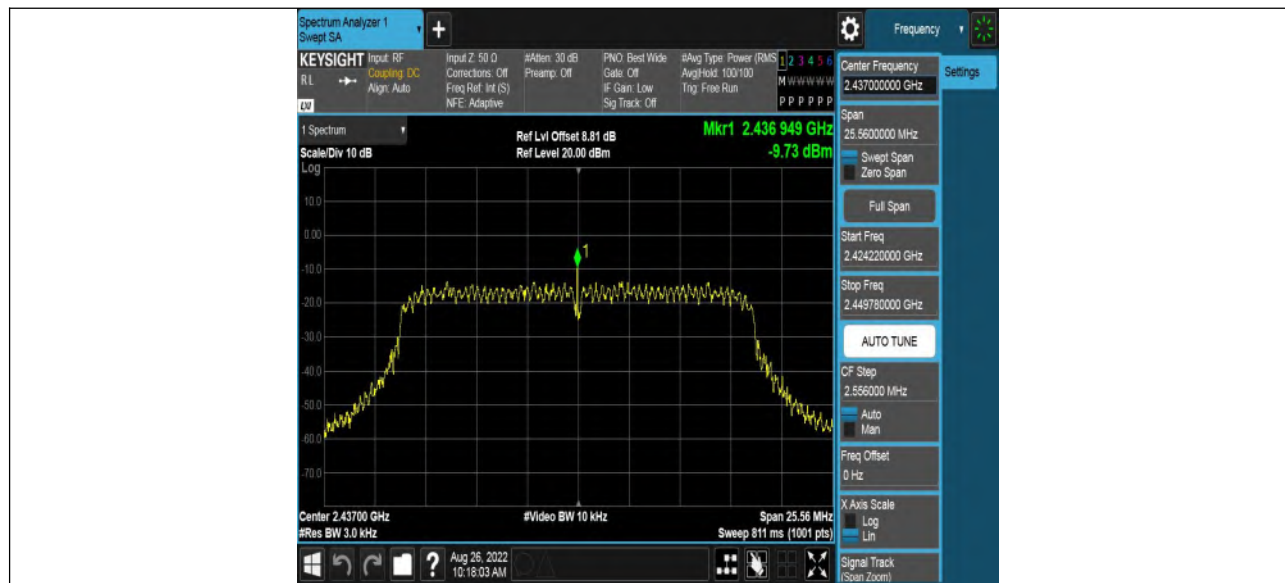 Spectrum Analyzer 1
Swept SA
Frequency
KEYSIGHT
RL
LXI
Input: RF
Coupling: DC
Align: Auto
Input Z: 50 Ω
Corrections: Off
Freq Ref: Int (S)
NFE: Adaptive
#Atten: 30 dB
Preamp: Off
PNO: Best Wide
Gate: Off
IF Gain: Low
Sig Track: Off
#Avg Type: Power (RMS
Avg|Hold: 100/100
Trig: Free Run
1 2 3 4 5 6
M W W W W W
P P P P P P
1 Spectrum
Scale/Div 10 dB
Log
Ref Lvl Offset 8.81 dB
Ref Level 20.00 dBm
Mkr1 2.436 949 GHz
-9.73 dBm
10.0
0.00
-10.0
-20.0
-30.0
-40.0
-50.0
-60.0
-70.0
1
Center 2.43700 GHz
#Res BW 3.0 kHz
#Video BW 10 kHz
Span 25.56 MHz
Sweep 811 ms (1001 pts)
?
Aug 26, 2022
10:18:03 AM
Center Frequency
2.437000000 GHz
Settings
Span
25.5600000 MHz
Swept Span
Zero Span
Full Span
Start Freq
2.424220000 GHz
Stop Freq
2.449780000 GHz
AUTO TUNE
CF Step
2.556000 MHz
Auto
Man
Freq Offset
0 Hz
X Axis Scale
Log
Lin
Signal Track
(Span Zoom)